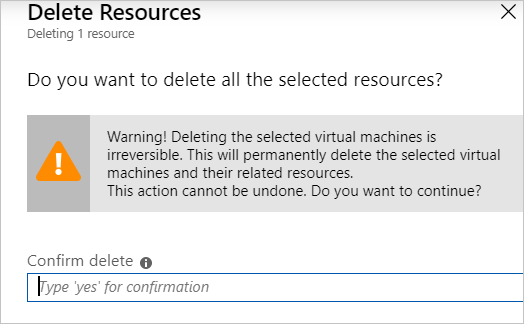 Delete Resources
Deleting 1 resource
Do you want to delete all the selected resources?
Warning! Deleting the selected virtual machines is
irreversible. This will permanently delete the selected virtual
machines and their related resources.
This action cannot be undone. Do you want to continue?
Confirm delete
Type 'yes' for confirmation